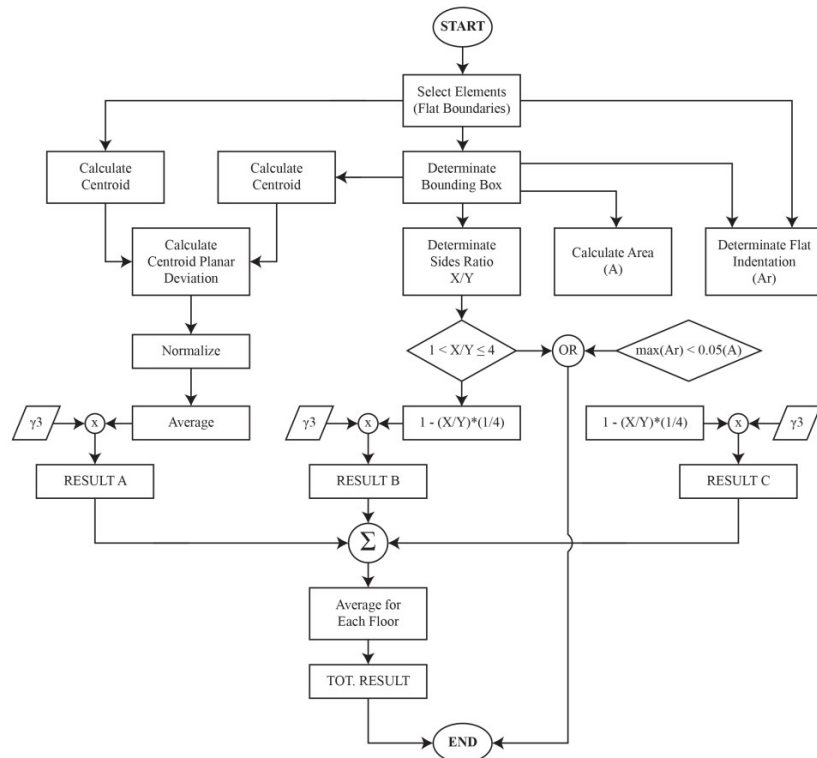 START
Select Elements
(Flat Boundaries)
Calculate
Centroid
Calculate
Centroid
Determinate
Bounding Box
Calculate
Centroid Planar
Deviation
Determinate
Sides Ratio
X/Y
Calculate Area
(A)
Determinate Flat
Indentation
(Ar)
Normalize
1 < X/Y ≤ 4
OR
max(Ar) < 0.05(A)
γ3
x
Average
γ3
x
1 - (X/Y)*(1/4)
1 - (X/Y)*(1/4)
x
γ3
RESULT A
RESULT B
RESULT C
Σ
Average for
Each Floor
TOT. RESULT
END